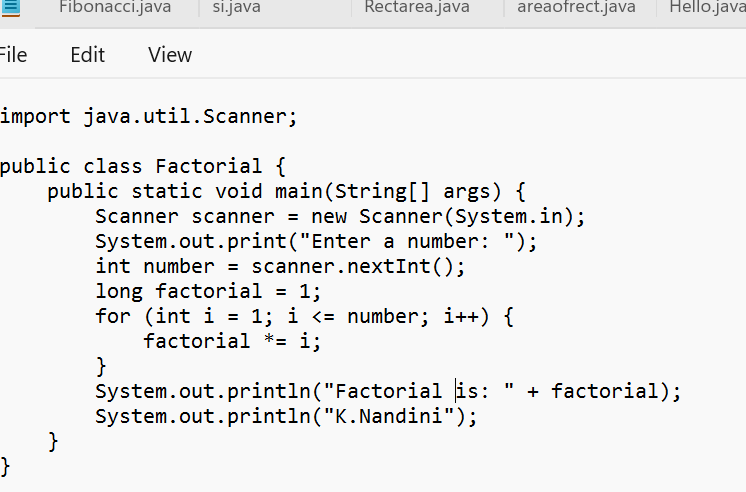 Fibonacci.java si.java Rectarea.java areaofrect.java Hello.java
File Edit View
import java.util.Scanner;
public class Factorial {
    public static void main(String[] args) {
        Scanner scanner = new Scanner(System.in);
        System.out.print("Enter a number: ");
        int number = scanner.nextInt();
        long factorial = 1;
        for (int i = 1; i <= number; i++) {
            factorial *= i;
        }
        System.out.println("Factorial is: " + factorial);
        System.out.println("K.Nandini");
    }
}